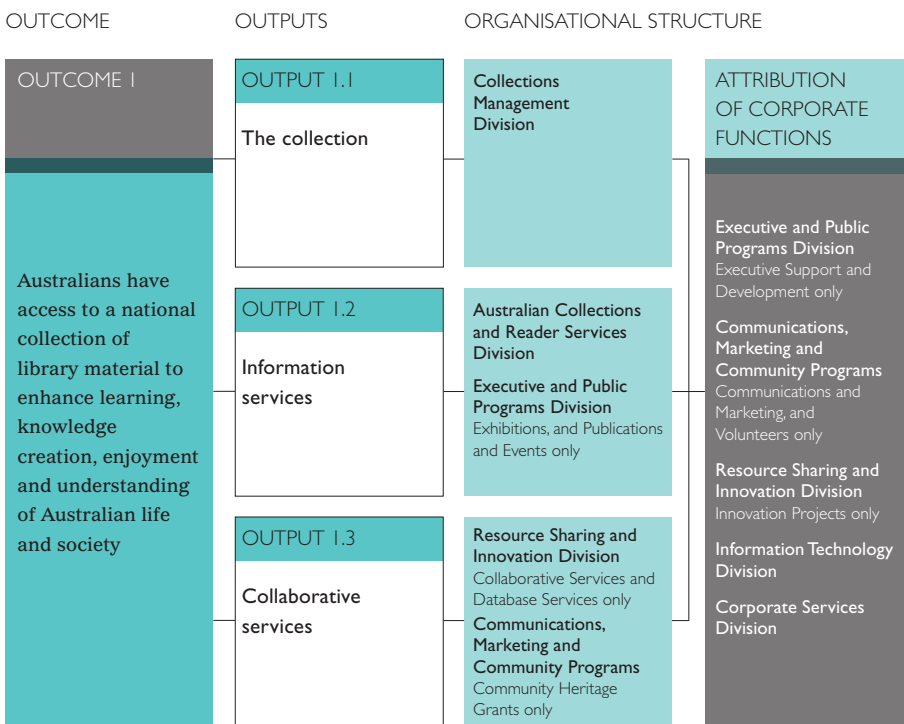 OUTCOME
OUTPUTS
ORGANISATIONAL STRUCTURE
OUTCOME 1
Australians have
access to a national
collection of
library material to
enhance learning,
knowledge
creation, enjoyment
and understanding
of Australian life
and society
OUTPUT 1.1
The collection
Collections
Management
Division
OUTPUT 1.2
Information
services
Australian Collections
and Reader Services
Division
Executive and Public
Programs Division
Exhibitions, and Publications
and Events only
OUTPUT 1.3
Collaborative
services
Resource Sharing and
Innovation Division
Collaborative Services and
Database Services only
Communications,
Marketing and
Community Programs
Community Heritage
Grants only
ATTRIBUTION
OF CORPORATE
FUNCTIONS
Executive and Public
Programs Division
Executive Support and
Development only
Communications,
Marketing and
Community Programs
Communications and
Marketing, and
Volunteers only
Resource Sharing and
Innovation Division
Innovation Projects only
Information Technology
Division
Corporate Services
Division